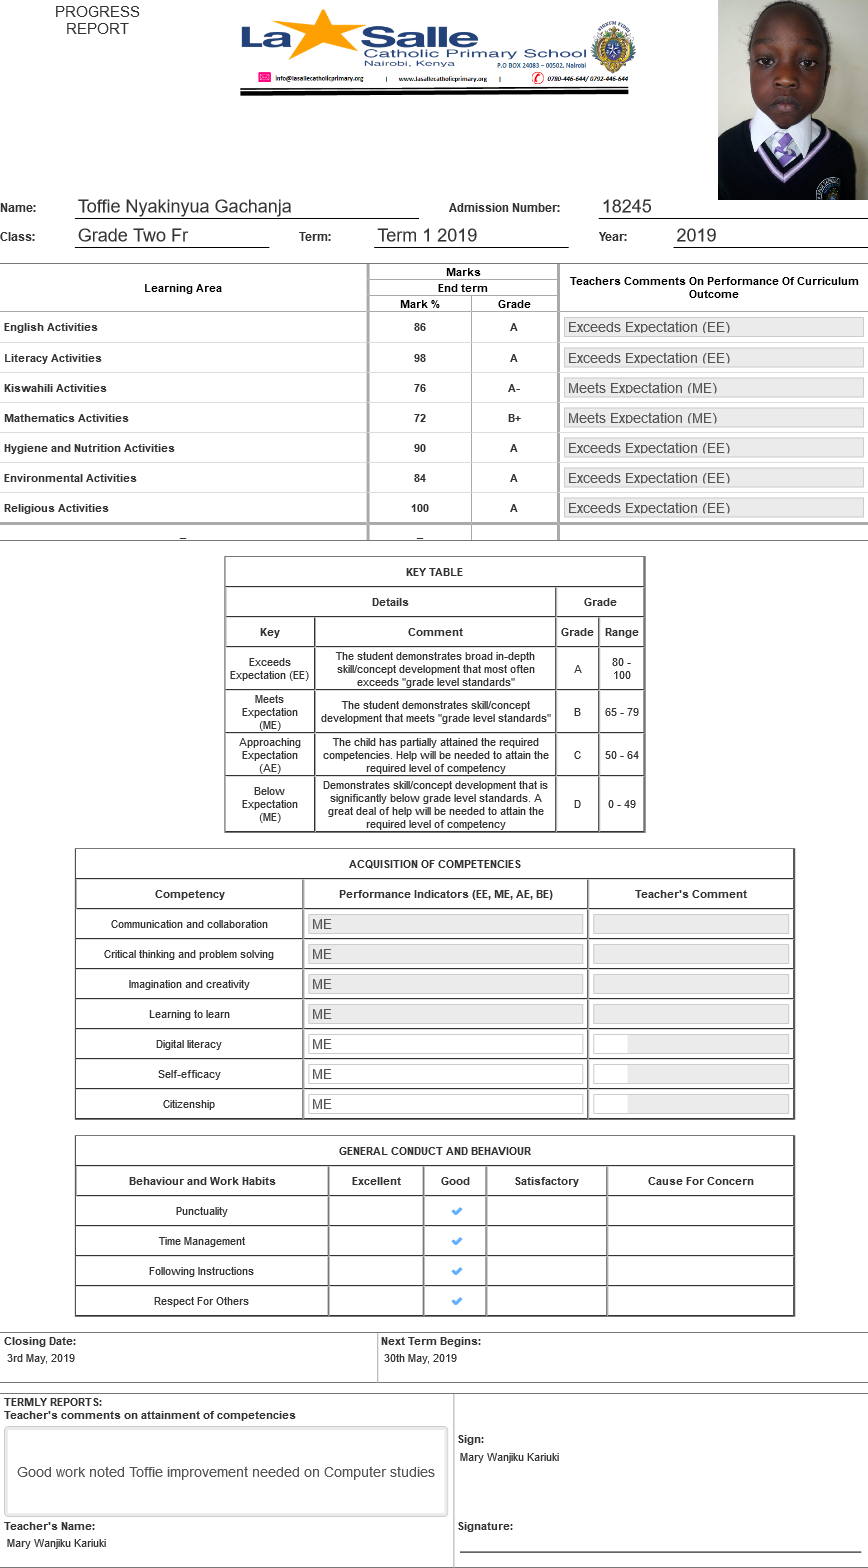 PROGRESS
REPORT
La Salle
Catholic Primary School
Nairobi, Kenya
P.O BOX 24083 – 00502, Nairobi
info@lasallecatholicprimary.org | www.lasallecatholicprimary.org | 0780-446-644/ 0792-446-644
Name: Toffie Nyakinyua Gachanja Admission Number: 18245
Class: Grade Two Fr Term: Term 1 2019 Year: 2019
Learning Area Marks Teachers Comments On Performance Of Curriculum Outcome
End term
Mark % Grade
English Activities 86 A Exceeds Expectation (EE)
Literacy Activities 98 A Exceeds Expectation (EE)
Kiswahili Activities 76 A- Meets Expectation (ME)
Mathematics Activities 72 B+ Meets Expectation (ME)
Hygiene and Nutrition Activities 90 A Exceeds Expectation (EE)
Environmental Activities 84 A Exceeds Expectation (EE)
Religious Activities 100 A Exceeds Expectation (EE)
_ _
KEY TABLE
Details Grade
Key Comment Grade Range
Exceeds Expectation (EE) The student demonstrates broad in-depth skill/concept development that most often exceeds "grade level standards" A 80 - 100
Meets Expectation (ME) The student demonstrates skill/concept development that meets "grade level standards" B 65 - 79
Approaching Expectation (AE) The child has partially attained the required competencies. Help will be needed to attain the required level of competency C 50 - 64
Below Expectation (ME) Demonstrates skill/concept development that is significantly below grade level standards. A great deal of help will be needed to attain the required level of competency D 0 - 49
ACQUISITION OF COMPETENCIES
Competency Performance Indicators (EE, ME, AE, BE) Teacher's Comment
Communication and collaboration ME
Critical thinking and problem solving ME
Imagination and creativity ME
Learning to learn ME
Digital literacy ME
Self-efficacy ME
Citizenship ME
GENERAL CONDUCT AND BEHAVIOUR
Behaviour and Work Habits Excellent Good Satisfactory Cause For Concern
Punctuality
Time Management
Following Instructions
Respect For Others
Closing Date: Next Term Begins:
3rd May, 2019 30th May, 2019
TERMLY REPORTS:
Teacher's comments on attainment of competencies
Good work noted Toffie improvement needed on Computer studies
Sign:
Mary Wanjiku Kariuki
Teacher's Name:
Mary Wanjiku Kariuki
Signature: